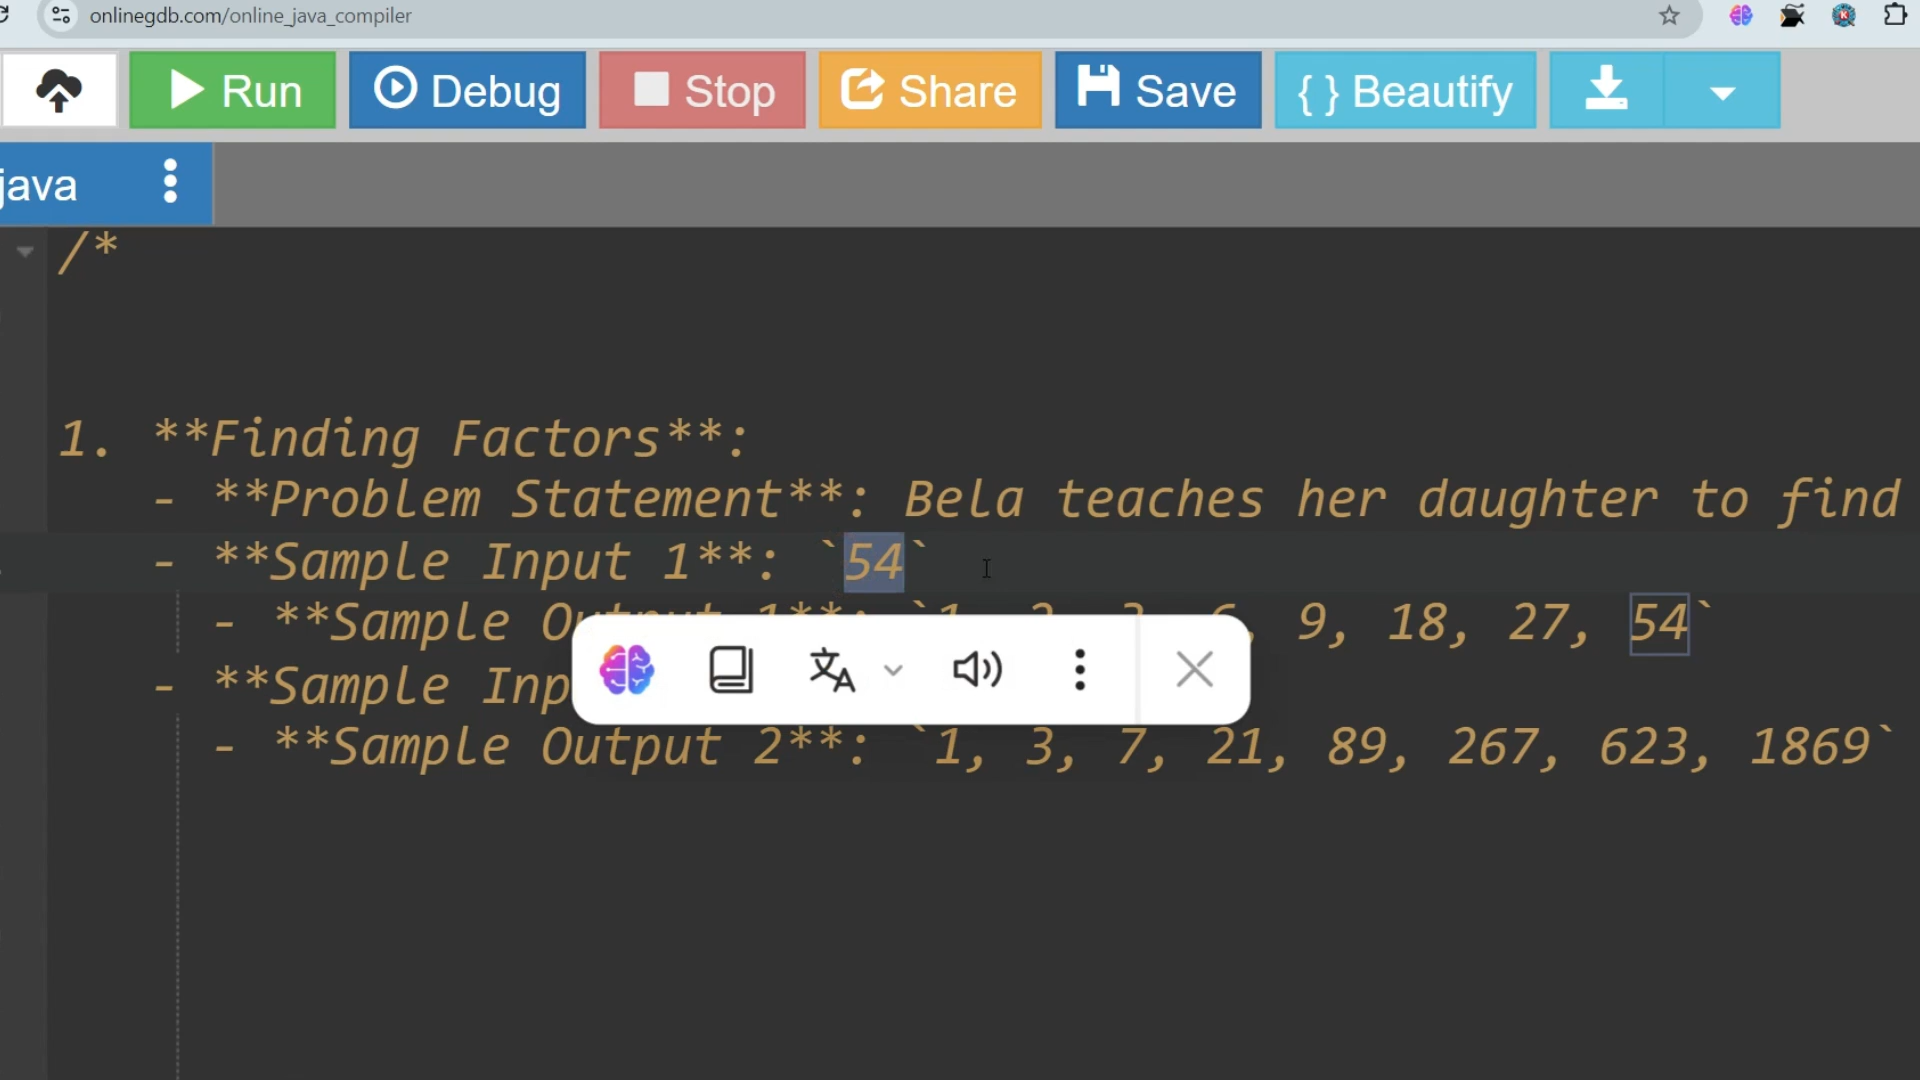 onlinegdb.com/online_java_compiler
Run Debug Stop Share Save { } Beautify
java
/*
1. **Finding Factors**:
- **Problem Statement**: Bela teaches her daughter to find
- **Sample Input 1**: `54`
- **Sample 9, 18, 27, 54`
- **Sample Inp
- **Sample Output 2**: `1, 3, 7, 21, 89, 267, 623, 1869`